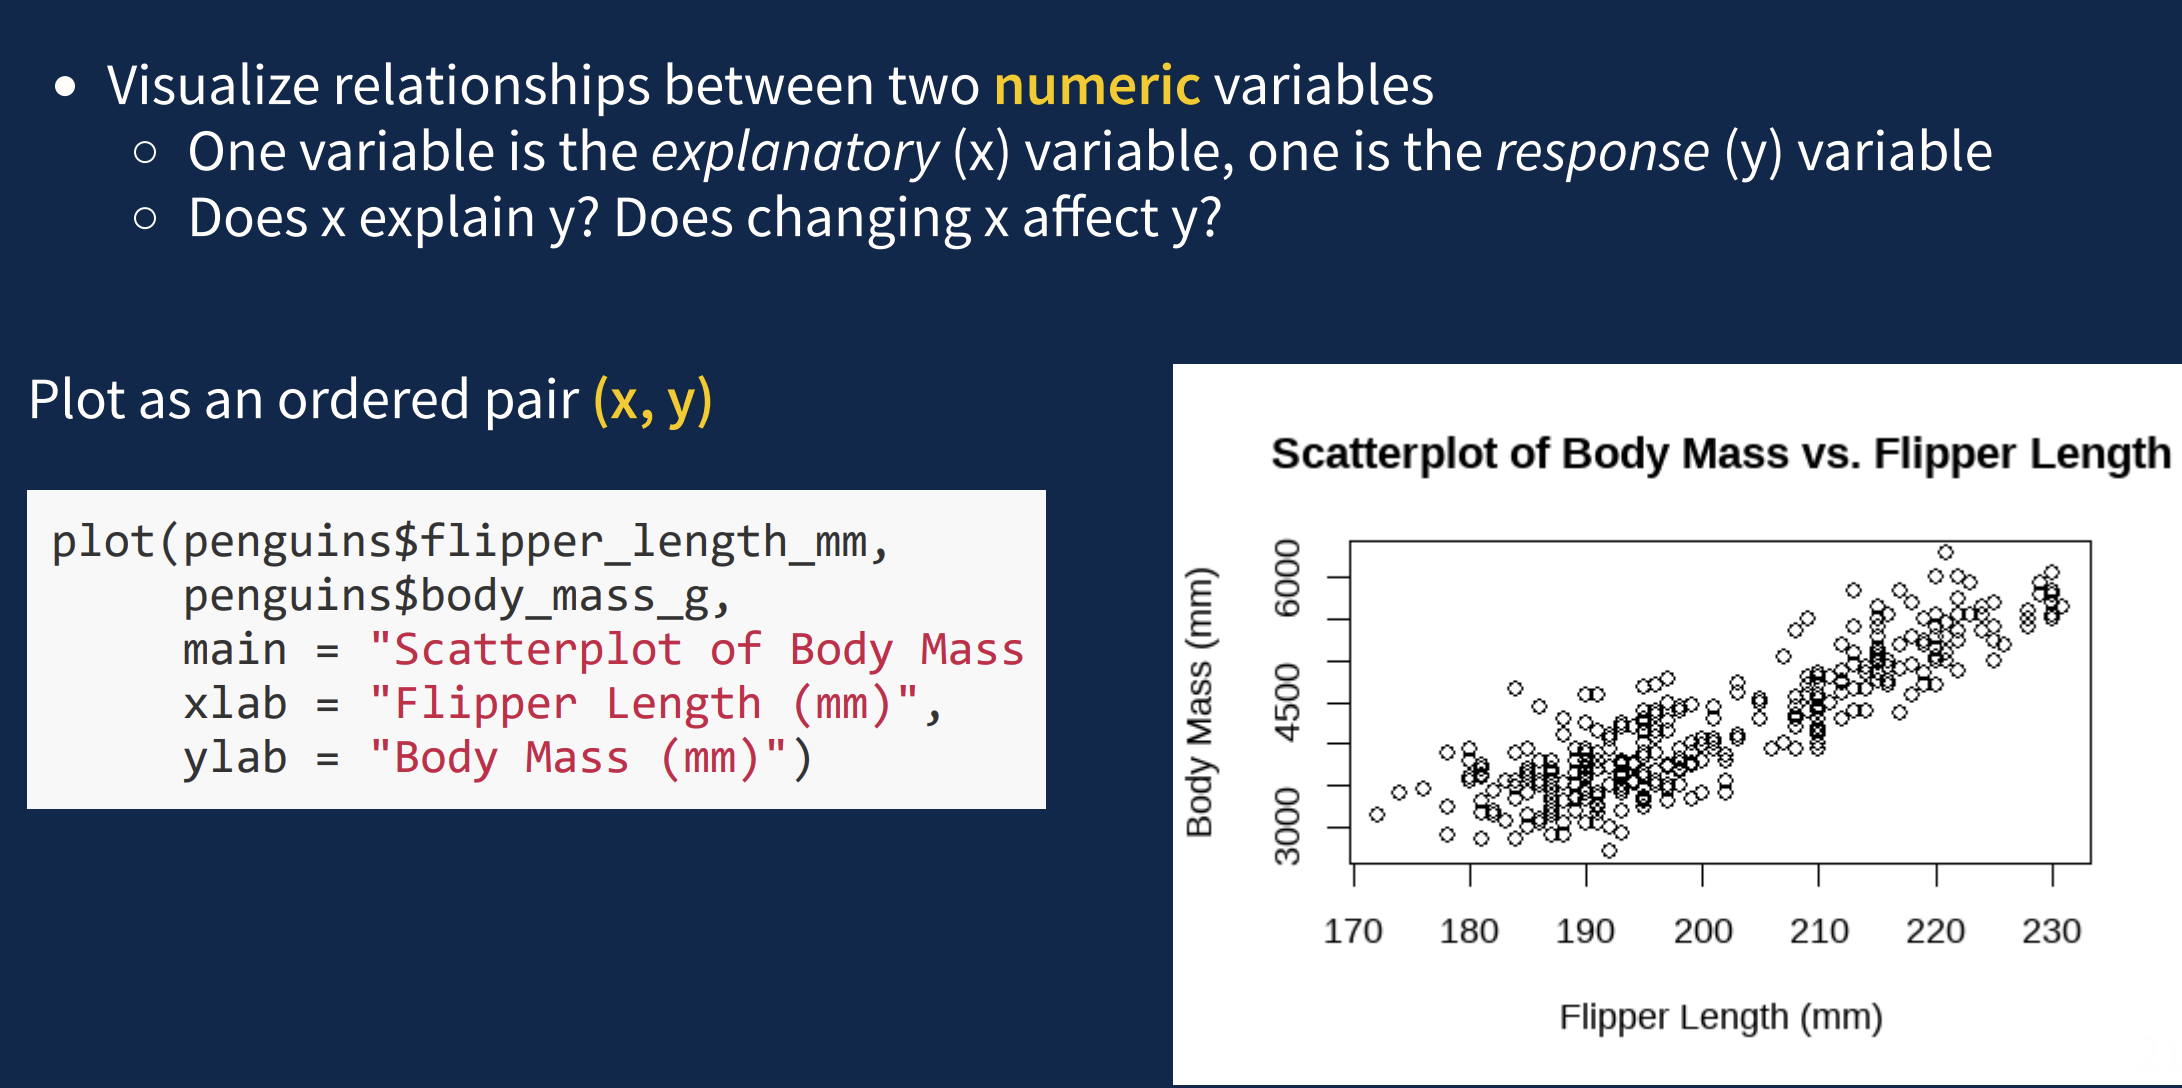 • Visualize relationships between two numeric variables
○ One variable is the explanatory (x) variable, one is the response (y) variable
○ Does x explain y? Does changing x affect y?
Plot as an ordered pair (x, y)
plot(penguins$flipper_length_mm,
     penguins$body_mass_g,
     main = "Scatterplot of Body Mass
     xlab = "Flipper Length (mm)",
     ylab = "Body Mass (mm)")
Scatterplot of Body Mass vs. Flipper Length
Body Mass (mm)
6000
4500
3000
170 180 190 200 210 220 230
Flipper Length (mm)